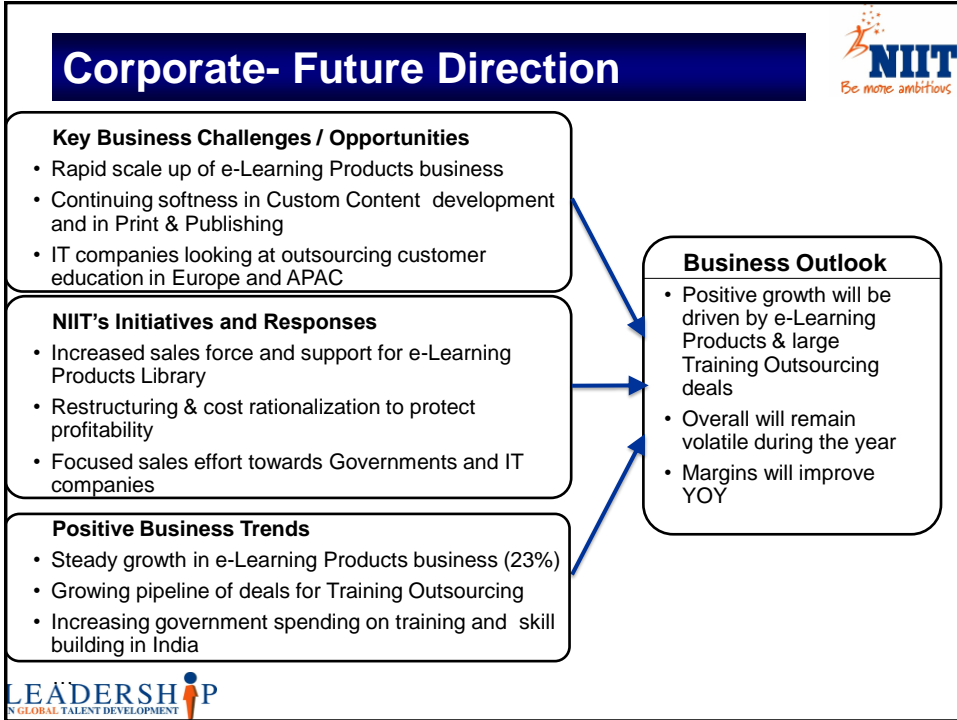 Corporate- Future Direction
NIIT
Be more ambitious
Key Business Challenges / Opportunities
• Rapid scale up of e-Learning Products business
• Continuing softness in Custom Content development
and in Print & Publishing
• IT companies looking at outsourcing customer
education in Europe and APAC
NIIT's Initiatives and Responses
• Increased sales force and support for e-Learning
Products Library
• Restructuring & cost rationalization to protect
profitability
• Focused sales effort towards Governments and IT
companies
Positive Business Trends
• Steady growth in e-Learning Products business (23%)
• Growing pipeline of deals for Training Outsourcing
• Increasing government spending on training and skill
building in India
...
Business Outlook
• Positive growth will be
driven by e-Learning
Products & large
Training Outsourcing
deals
• Overall will remain
volatile during the year
• Margins will improve
YOY
LEADERSHIP
N GLOBAL TALENT DEVELOPMENT